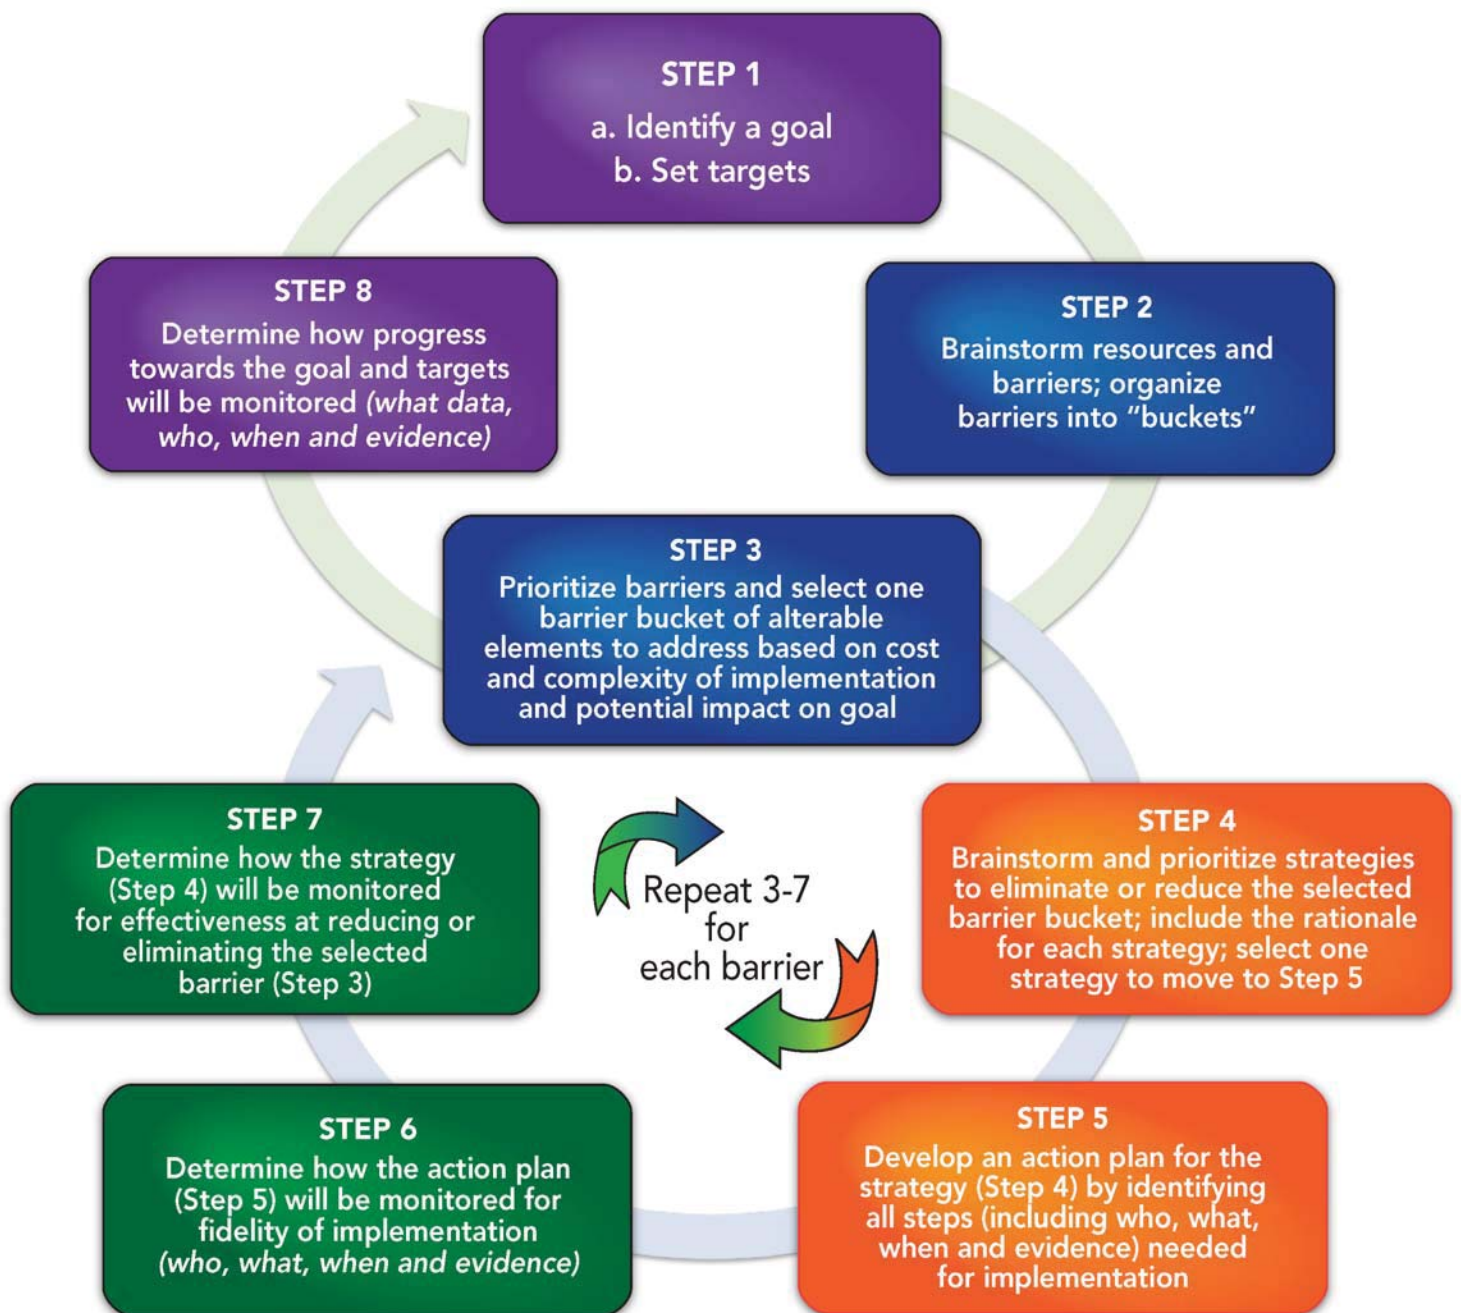 STEP 1
a. Identify a goal
b. Set targets
STEP 2
Brainstorm resources and
barriers; organize
barriers into “buckets”
STEP 3
Prioritize barriers and select one
barrier bucket of alterable
elements to address based on cost
and complexity of implementation
and potential impact on goal
STEP 4
Brainstorm and prioritize strategies
to eliminate or reduce the selected
barrier bucket; include the rationale
for each strategy; select one
strategy to move to Step 5
STEP 5
Develop an action plan for the
strategy (Step 4) by identifying
all steps (including who, what,
when and evidence) needed
for implementation
STEP 6
Determine how the action plan
(Step 5) will be monitored for
fidelity of implementation
(who, what, when and evidence)
STEP 7
Determine how the strategy
(Step 4) will be monitored
for effectiveness at reducing or
eliminating the selected
barrier (Step 3)
STEP 8
Determine how progress
towards the goal and targets
will be monitored (what data,
who, when and evidence)
Repeat 3-7
for
each barrier